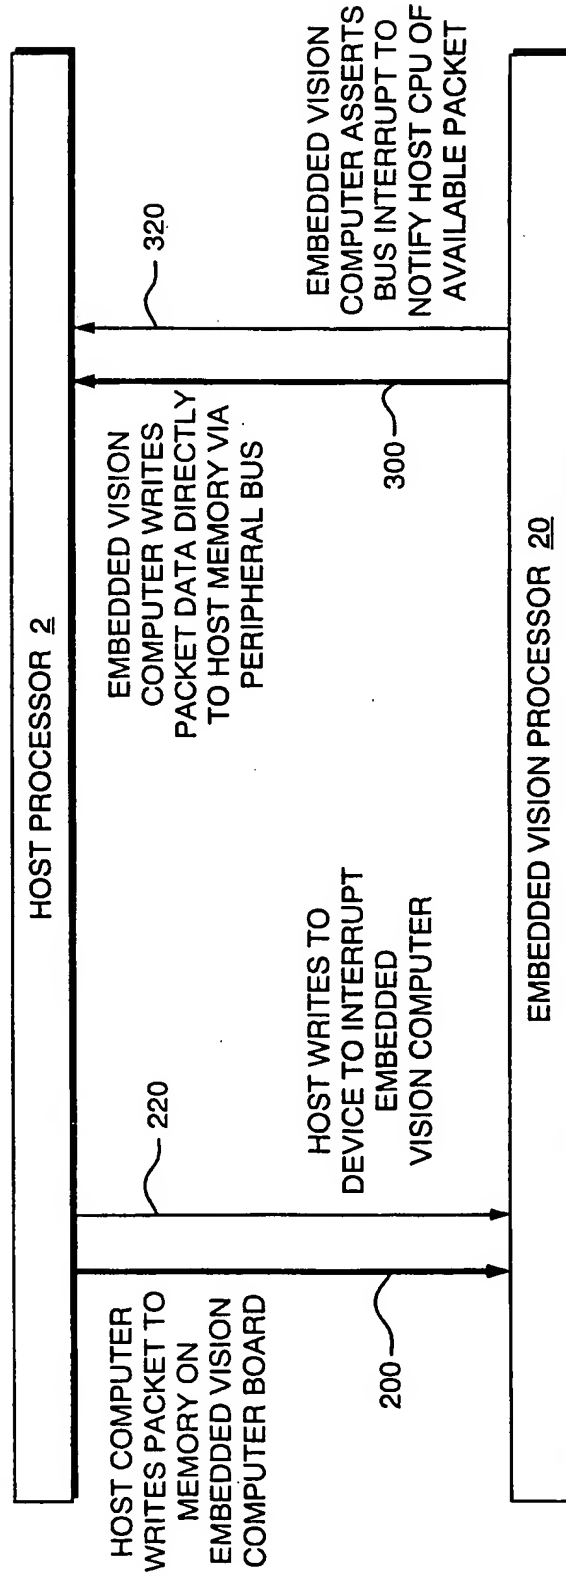 HOST PROCESSOR 2
HOST COMPUTER
WRITES PACKET TO
MEMORY ON
EMBEDDED VISION
COMPUTER BOARD
220
200
HOST WRITES TO
DEVICE TO INTERRUPT
EMBEDDED
VISION COMPUTER
EMBEDDED VISION
COMPUTER WRITES
PACKET DATA DIRECTLY
TO HOST MEMORY VIA
PERIPHERAL BUS
320
300
EMBEDDED VISION
COMPUTER ASSERTS
BUS INTERRUPT TO
NOTIFY HOST CPU OF
AVAILABLE PACKET
EMBEDDED VISION PROCESSOR 20